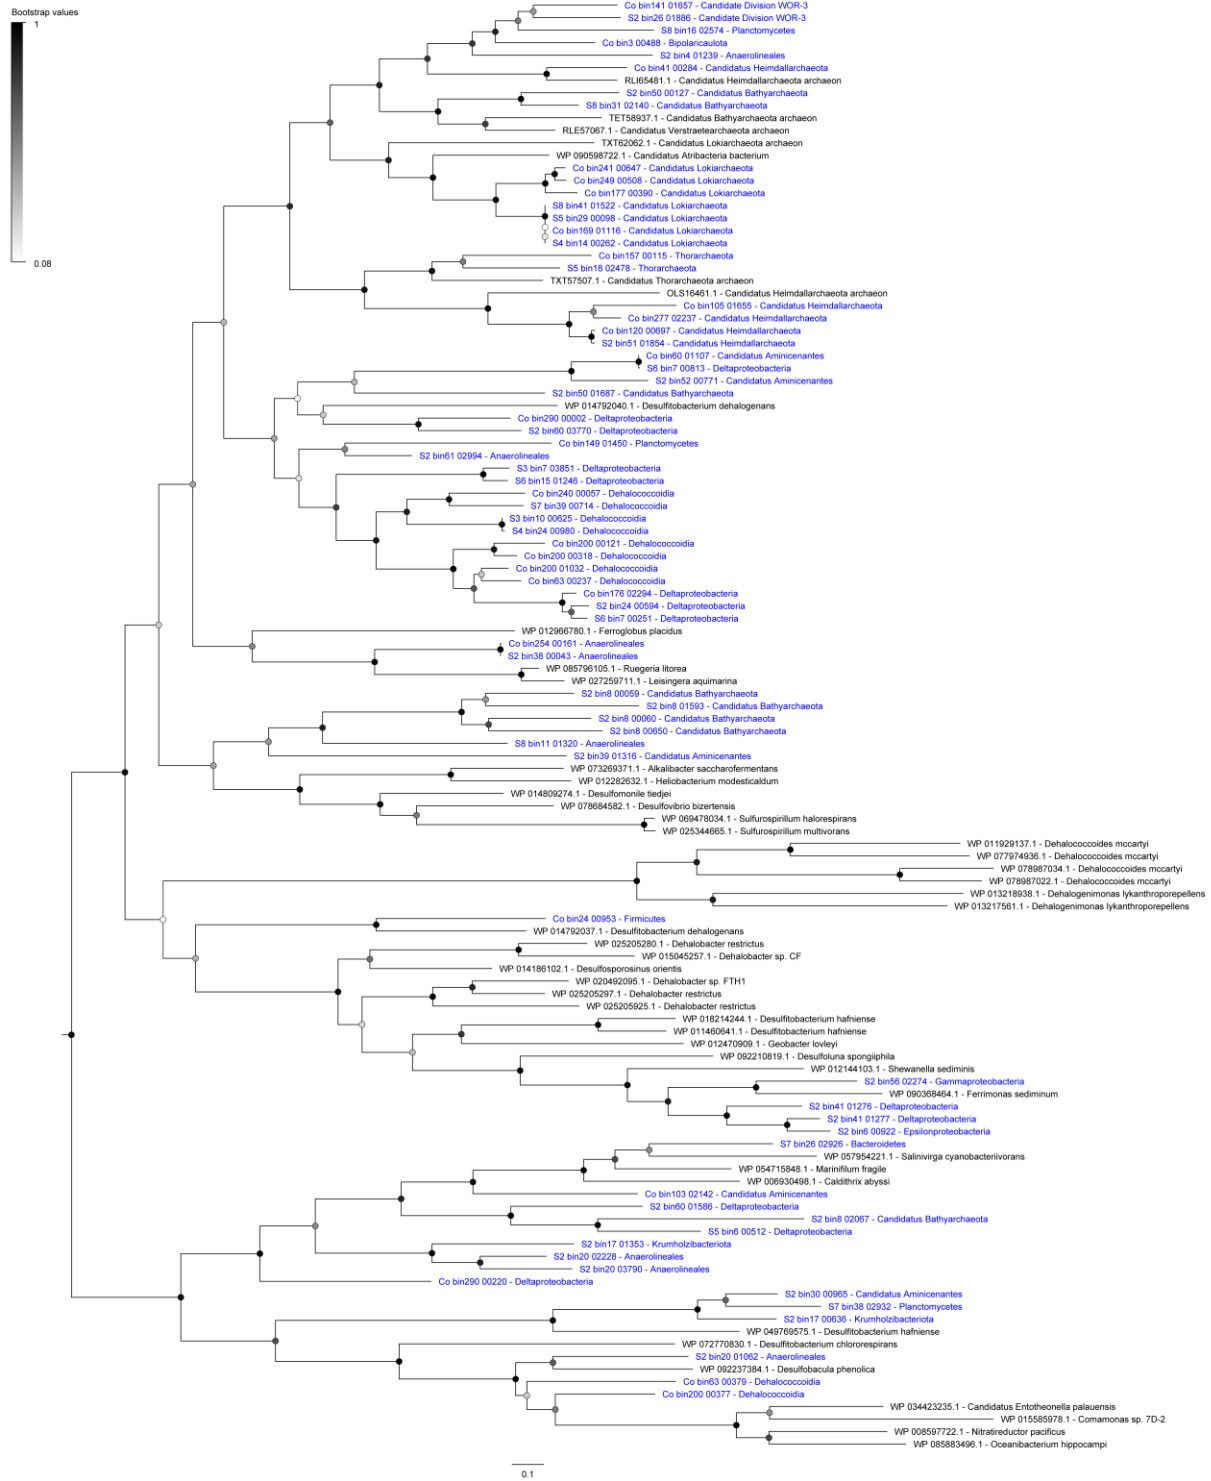 Bootstrap values
1
0.08
Co bin141 01657 - Candidate Division WOR-3
S2 bin26 01886 - Candidate Division WOR-3
S8 bin16 02574 - Planctomycetes
Co bin3 00488 - Bipolaricaulota
S2 bin4 01239 - Anaerolineales
Co bin41 00284 - Candidatus Heimdallarchaeota
RLI65481.1 - Candidatus Heimdallarchaeota archaeon
S2 bin50 00127 - Candidatus Bathyarchaeota
S8 bin31 02140 - Candidatus Bathyarchaeota
TET58937.1 - Candidatus Bathyarchaeota archaeon
RLE57067.1 - Candidatus Verstraetearchaeota archaeon
TXT62062.1 - Candidatus Lokiarchaeota archaeon
WP 090598722.1 - Candidatus Atribacteria bacterium
Co bin241 00647 - Candidatus Lokiarchaeota
Co bin249 00508 - Candidatus Lokiarchaeota
Co bin177 00390 - Candidatus Lokiarchaeota
S8 bin41 01522 - Candidatus Lokiarchaeota
S5 bin29 00098 - Candidatus Lokiarchaeota
Co bin169 01116 - Candidatus Lokiarchaeota
S4 bin14 00262 - Candidatus Lokiarchaeota
Co bin157 00115 - Thorarchaeota
S5 bin18 02478 - Thorarchaeota
TXT57507.1 - Candidatus Thorarchaeota archaeon
OLS16461.1 - Candidatus Heimdallarchaeota archaeon
Co bin105 01655 - Candidatus Heimdallarchaeota
Co bin277 02237 - Candidatus Heimdallarchaeota
Co bin120 00697 - Candidatus Heimdallarchaeota
S2 bin51 01854 - Candidatus Heimdallarchaeota
Co bin60 01107 - Candidatus Aminicenantes
S6 bin7 00813 - Deltaproteobacteria
S2 bin52 00771 - Candidatus Aminicenantes
S2 bin50 01687 - Candidatus Bathyarchaeota
WP 014792040.1 - Desulfitobacterium dehalogenans
Co bin290 00002 - Deltaproteobacteria
S2 bin60 03770 - Deltaproteobacteria
Co bin149 01450 - Planctomycetes
S2 bin61 02994 - Anaerolineales
S3 bin7 03851 - Deltaproteobacteria
S6 bin15 01246 - Deltaproteobacteria
Co bin240 00057 - Dehalococcoidia
S7 bin39 00714 - Dehalococcoidia
S3 bin10 00625 - Dehalococcoidia
S4 bin24 00980 - Dehalococcoidia
Co bin200 00121 - Dehalococcoidia
Co bin200 00318 - Dehalococcoidia
Co bin200 01032 - Dehalococcoidia
Co bin63 00237 - Dehalococcoidia
Co bin176 02294 - Deltaproteobacteria
S2 bin24 00594 - Deltaproteobacteria
S6 bin7 00251 - Deltaproteobacteria
WP 012966780.1 - Ferroglobus placidus
Co bin254 00161 - Anaerolineales
S2 bin38 00043 - Anaerolineales
WP 085796105.1 - Ruegeria litorea
WP 027259711.1 - Leisingera aquimarina
S2 bin8 00059 - Candidatus Bathyarchaeota
S2 bin8 01593 - Candidatus Bathyarchaeota
S2 bin8 00060 - Candidatus Bathyarchaeota
S2 bin8 00650 - Candidatus Bathyarchaeota
S8 bin11 01320 - Anaerolineales
S2 bin39 01316 - Candidatus Aminicenantes
WP 073269371.1 - Alkalibacter saccharofermentans
WP 012282632.1 - Heliobacterium modesticaldum
WP 014809274.1 - Desulfomonile tiedjei
WP 078684582.1 - Desulfovibrio bizertensis
WP 069478034.1 - Sulfurospirillum halorespirans
WP 025344665.1 - Sulfurospirillum multivorans
WP 011929137.1 - Dehalococcoides mccartyi
WP 077974936.1 - Dehalococcoides mccartyi
WP 078987034.1 - Dehalococcoides mccartyi
WP 078987022.1 - Dehalococcoides mccartyi
WP 013218938.1 - Dehalogenimonas lykanthroporepellens
WP 013217561.1 - Dehalogenimonas lykanthroporepellens
Co bin24 00953 - Firmicutes
WP 014792037.1 - Desulfitobacterium dehalogenans
WP 025205280.1 - Dehalobacter restrictus
WP 015045257.1 - Dehalobacter sp. CF
WP 014186102.1 - Desulfosporosinus orientis
WP 020492095.1 - Dehalobacter sp. FTH1
WP 025205297.1 - Dehalobacter restrictus
WP 025205925.1 - Dehalobacter restrictus
WP 018214244.1 - Desulfitobacterium hafniense
WP 011460641.1 - Desulfitobacterium hafniense
WP 012470909.1 - Geobacter lovleyi
WP 092210819.1 - Desulfoluna spongiiphila
WP 012144103.1 - Shewanella sediminis
S2 bin56 02274 - Gammaproteobacteria
WP 090368464.1 - Ferrimonas sediminum
S2 bin41 01276 - Deltaproteobacteria
S2 bin41 01277 - Deltaproteobacteria
S2 bin6 00922 - Epsilonproteobacteria
S7 bin26 02926 - Bacteroidetes
WP 057954221.1 - Salinivirga cyanobacteriivorans
WP 054715848.1 - Marinifilum fragile
WP 006930498.1 - Caldithrix abyssi
Co bin103 02142 - Candidatus Aminicenantes
S2 bin60 01586 - Deltaproteobacteria
S2 bin8 02067 - Candidatus Bathyarchaeota
S5 bin6 00512 - Deltaproteobacteria
S2 bin17 01353 - Krumholzibacteriota
S2 bin20 02228 - Anaerolineales
S2 bin20 03790 - Anaerolineales
Co bin290 00220 - Deltaproteobacteria
S2 bin30 00965 - Candidatus Aminicenantes
S7 bin38 02932 - Planctomycetes
S2 bin17 00636 - Krumholzibacteriota
WP 049769575.1 - Desulfitobacterium hafniense
WP 072770830.1 - Desulfitobacterium chlororespirans
S2 bin20 01062 - Anaerolineales
WP 092237384.1 - Desulfobacula phenolica
Co bin63 00379 - Dehalococcoidia
Co bin200 00377 - Dehalococcoidia
WP 034423235.1 - Candidatus Entotheonella palauensis
WP 015585978.1 - Comamonas sp. 7D-2
WP 008597722.1 - Nitratireductor pacificus
WP 085883496.1 - Oceanibacterium hippocampi
0.1